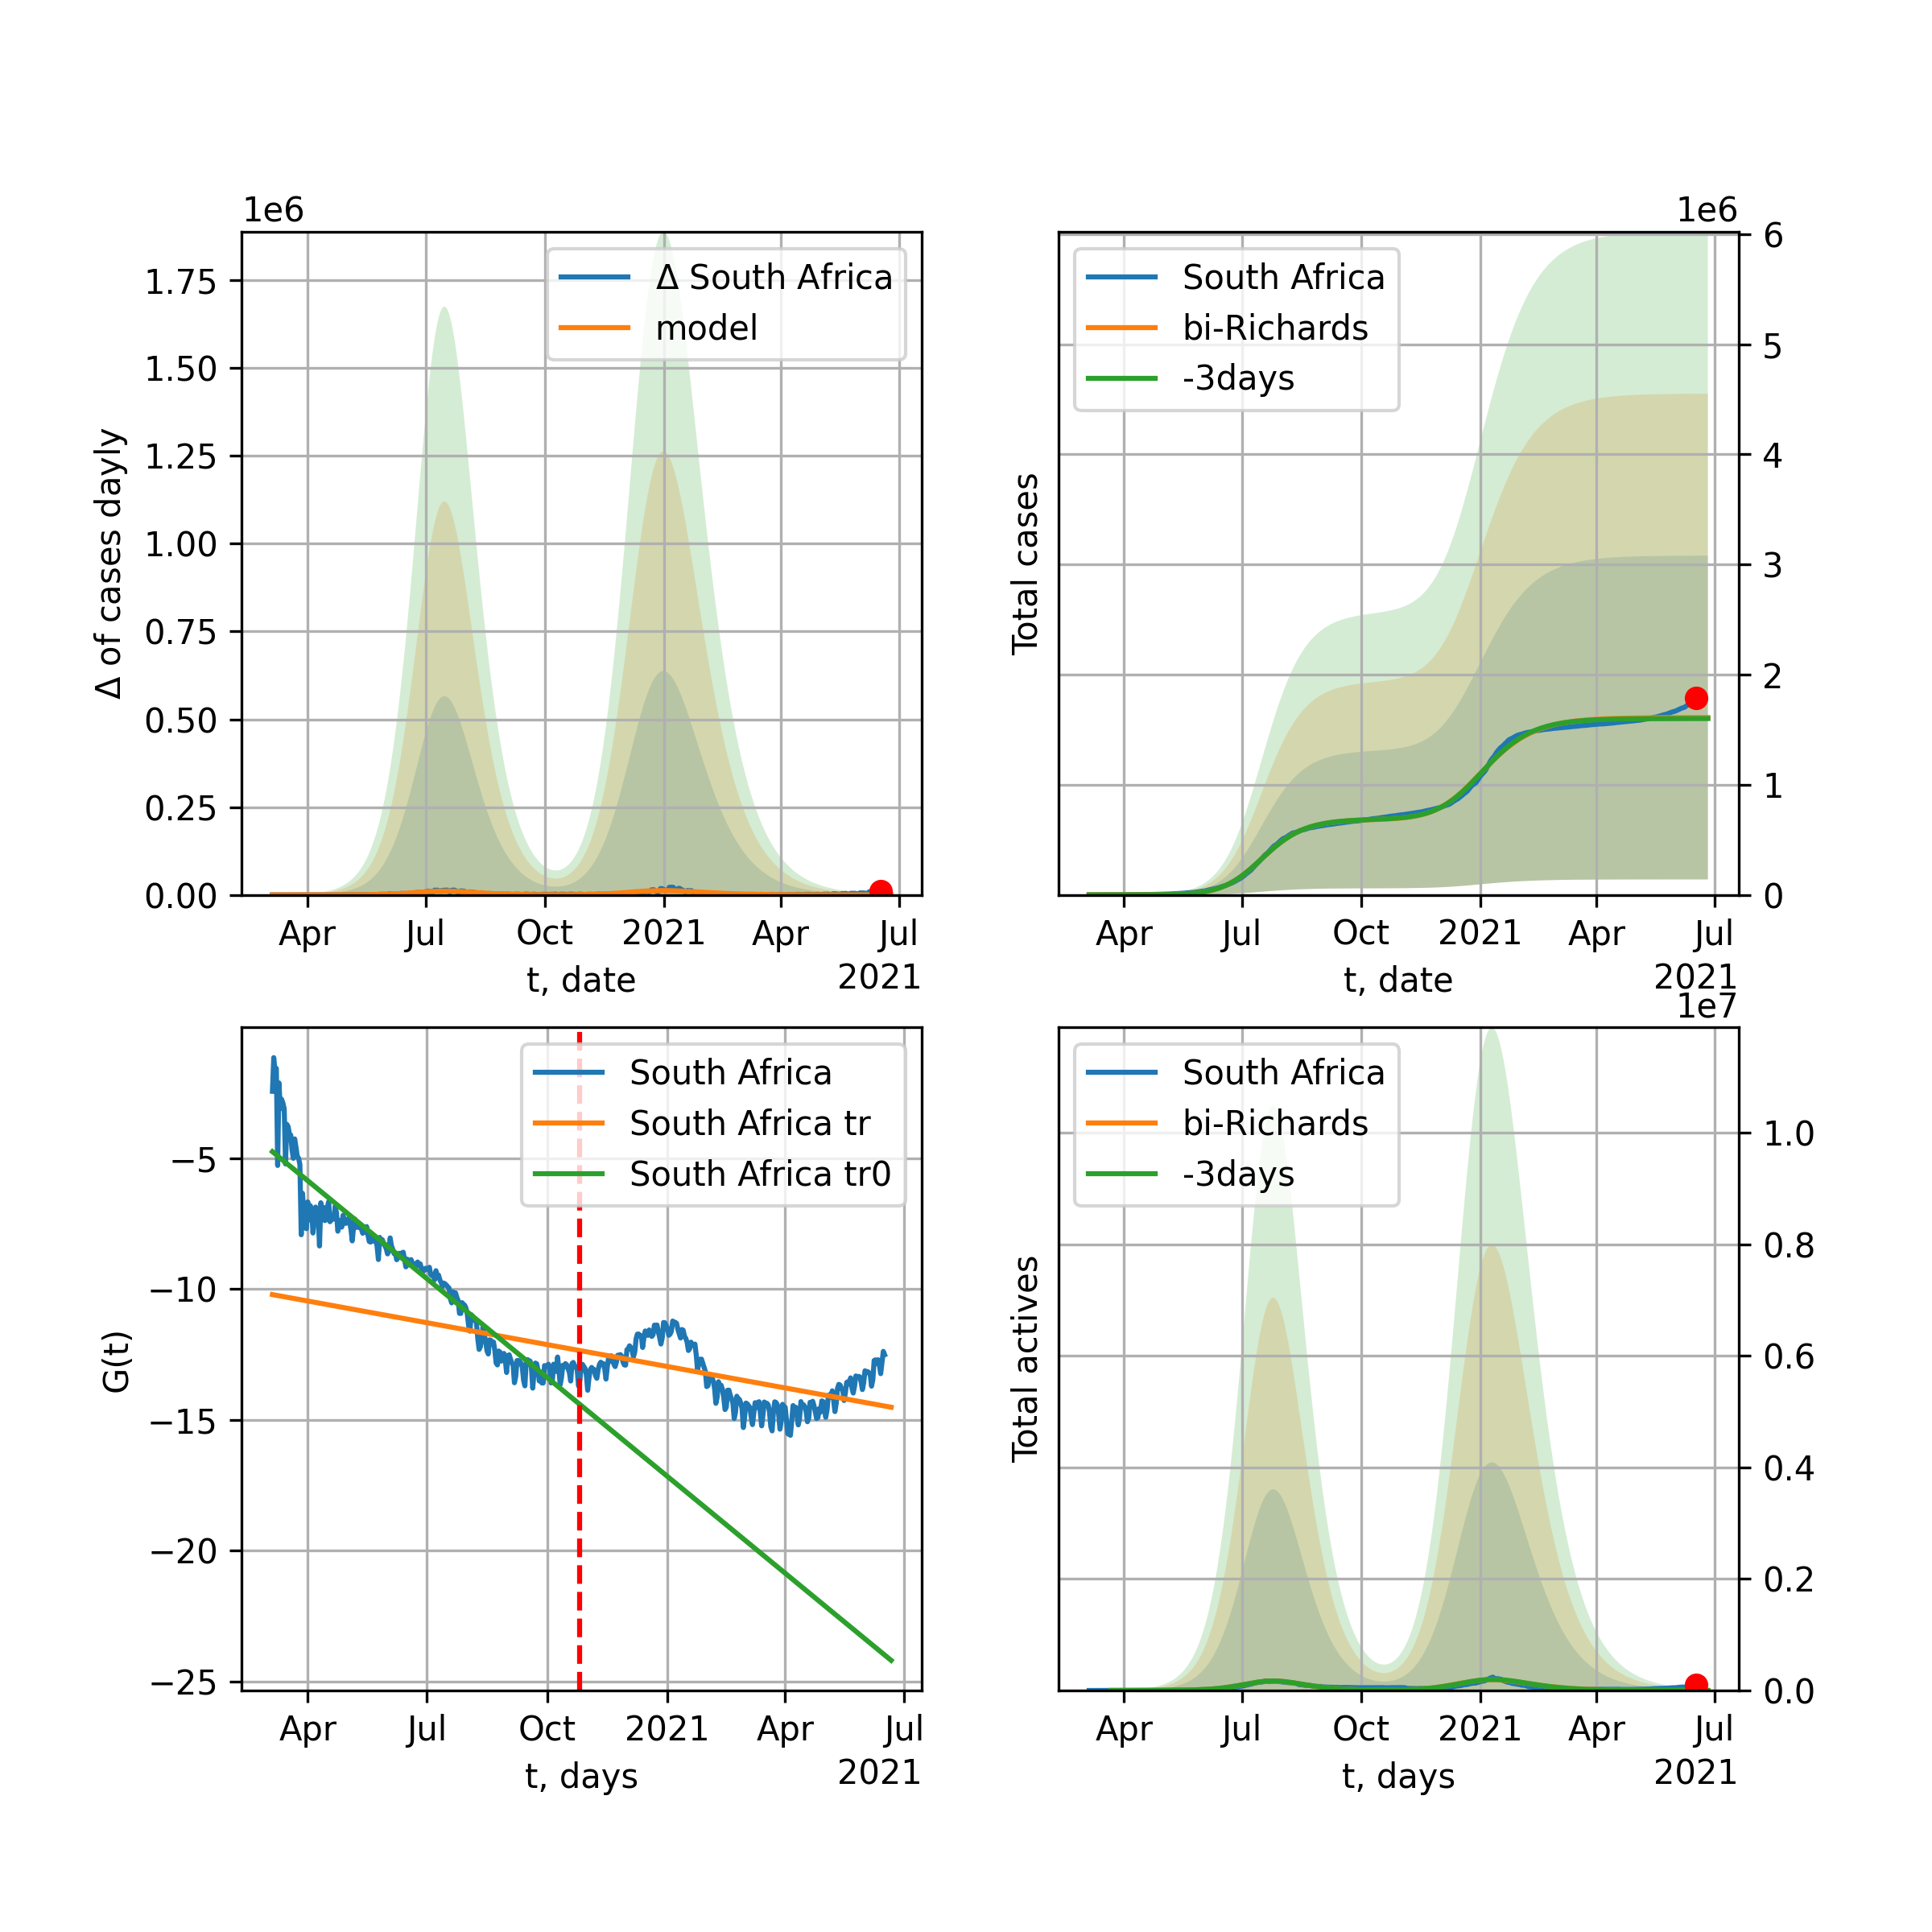 1e6
Δ of cases dayly
1.75
1.50
1.25
1.00
0.75
0.50
0.25
0.00
Δ South Africa
model
Apr Jul Oct 2021 Apr Jul
2021
t, date
1e6
Total cases
South Africa
bi-Richards
-3days
6
5
4
3
2
1
0
Apr Jul Oct 2021 Apr Jul
2021
t, date
G(t)
−5
−10
−15
−20
−25
South Africa
South Africa tr
South Africa tr0
Apr Jul Oct 2021 Apr Jul
2021
t, days
1e7
Total actives
South Africa
bi-Richards
-3days
1.0
0.8
0.6
0.4
0.2
0.0
Apr Jul Oct 2021 Apr Jul
2021
t, days